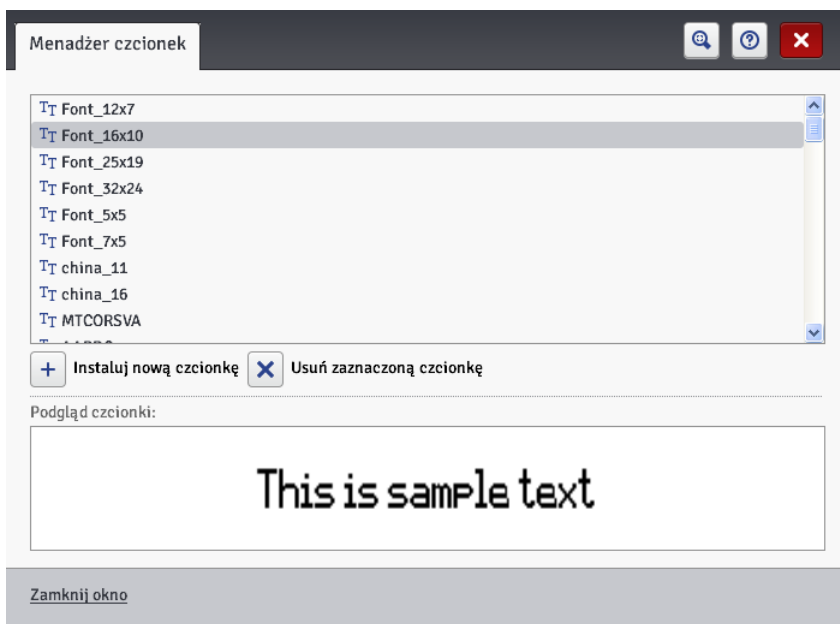 Menadżer czcionek
Font_12x7
Font_16x10
Font_25x19
Font_32x24
Font_5x5
Font_7x5
china_11
china_16
MTCORSVA
Instaluj nową czcionkę Usuń zaznaczoną czcionkę
Podgląd czcionki:
This is sample text
Zamknij okno